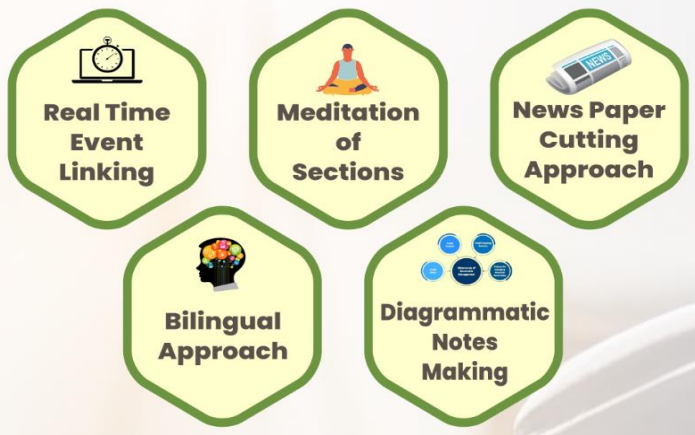 Real Time
Event
Linking
Meditation
of
Sections
NEWS
News Paper
Cutting
Approach
Bilingual
Approach
Diagrammatic
Notes
Making